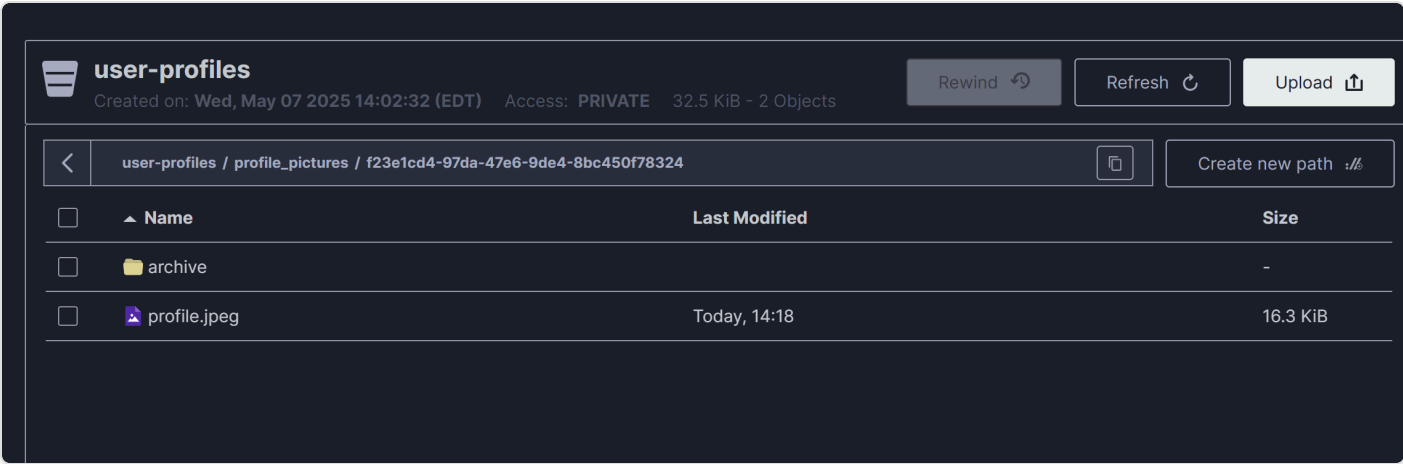 user-profiles
Created on: Wed, May 07 2025 14:02:32 (EDT) Access: PRIVATE 32.5 KiB - 2 Objects
Rewind Refresh Upload
user-profiles / profile_pictures / f23e1cd4-97da-47e6-9de4-8bc450f78324
Create new path
Name Last Modified Size
archive -
profile.jpeg Today, 14:18 16.3 KiB